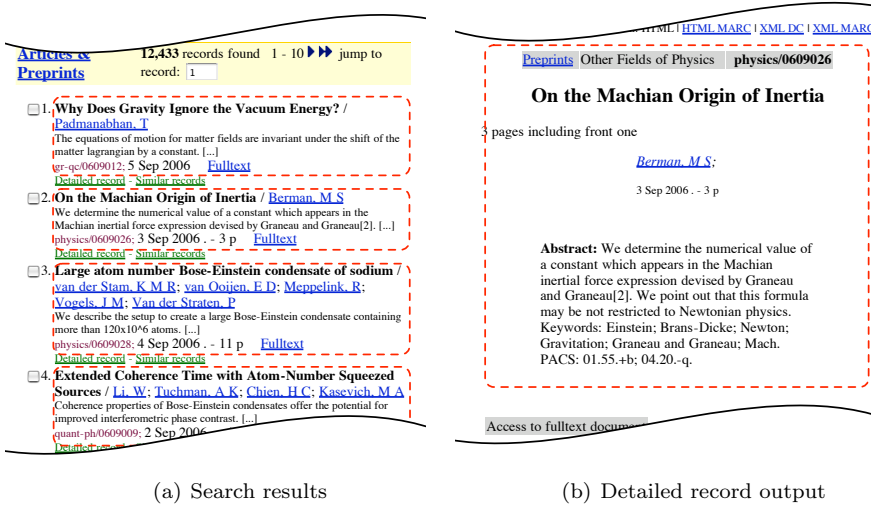 Articles &
Preprints
12,433 records found 1 - 10 jump to
record: 1
1. Why Does Gravity Ignore the Vacuum Energy? /
Padmanabhan, T
The equations of motion for matter fields are invariant under the shift of the
matter lagrangian by a constant. [...]
gr-qc/0609012; 5 Sep 2006 Fulltext
Detailed record - Similar records
2. On the Machian Origin of Inertia / Berman, M S
We determine the numerical value of a constant which appears in the
Machian inertial force expression devised by Graneau and Graneau[2]. [...]
physics/0609026; 3 Sep 2006 . - 3 p Fulltext
Detailed record - Similar records
3. Large atom number Bose-Einstein condensate of sodium /
van der Stam, K M R; van Ooijen, E D; Meppelink, R;
Vogels, J M; Van der Straten, P
We describe the setup to create a large Bose-Einstein condensate containing
more than 120x10^6 atoms. [...]
physics/0609028; 4 Sep 2006 . - 11 p Fulltext
Detailed record - Similar records
4. Extended Coherence Time with Atom-Number Squeezed
Sources / Li, W; Tuchman, A K; Chien, H C; Kasevich, M A
Coherence properties of Bose-Einstein condensates offer the potential for
improved interferometric phase contrast. [...]
quant-ph/0609009; 2 Sep 2006
Detailed
(a) Search results
HTML | HTML MARC | XML DC | XML MARC
Preprints Other Fields of Physics physics/0609026
On the Machian Origin of Inertia
3 pages including front one
Berman, M S;
3 Sep 2006 . - 3 p
Abstract: We determine the numerical value of
a constant which appears in the Machian
inertial force expression devised by Graneau
and Graneau[2]. We point out that this formula
may be not restricted to Newtonian physics.
Keywords: Einstein; Brans-Dicke; Newton;
Gravitation; Graneau and Graneau; Mach.
PACS: 01.55.+b; 04.20.-q.
Access to fulltext document
(b) Detailed record output